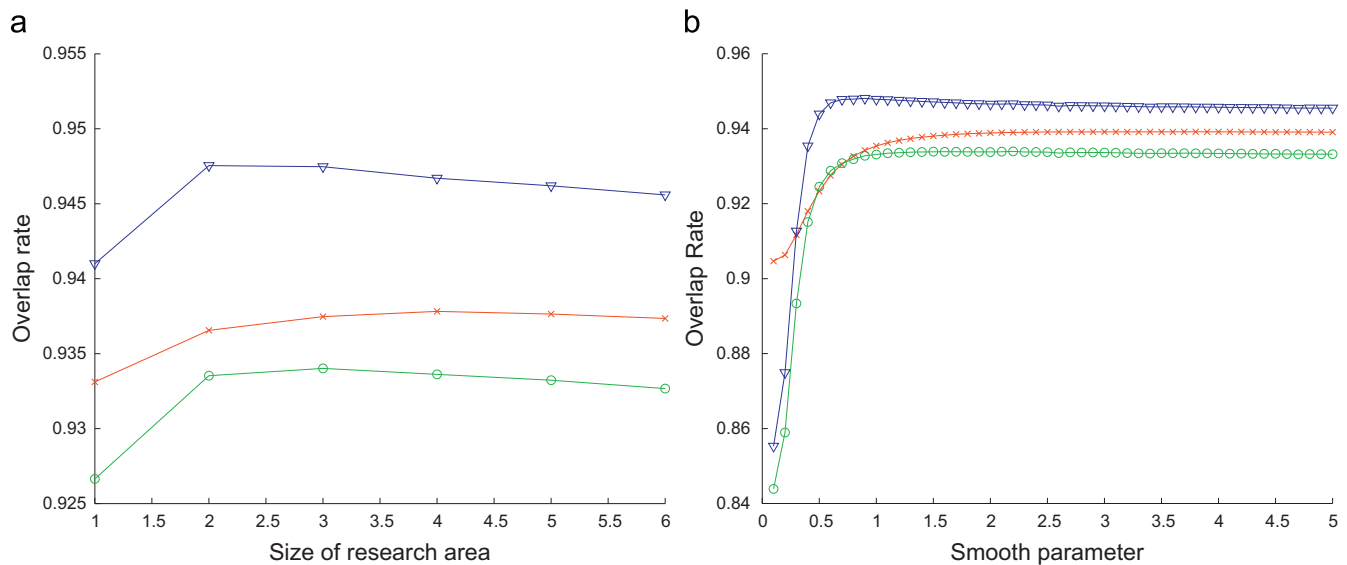 a
0.955
0.95
0.945
0.94
0.935
0.93
0.925
Overlap rate
1 1.5 2 2.5 3 3.5 4 4.5 5 5.5 6
Size of research area
b
0.96
0.94
0.92
0.9
0.88
0.86
0.84
Overlap Rate
0 0.5 1 1.5 2 2.5 3 3.5 4 4.5 5
Smooth parameter